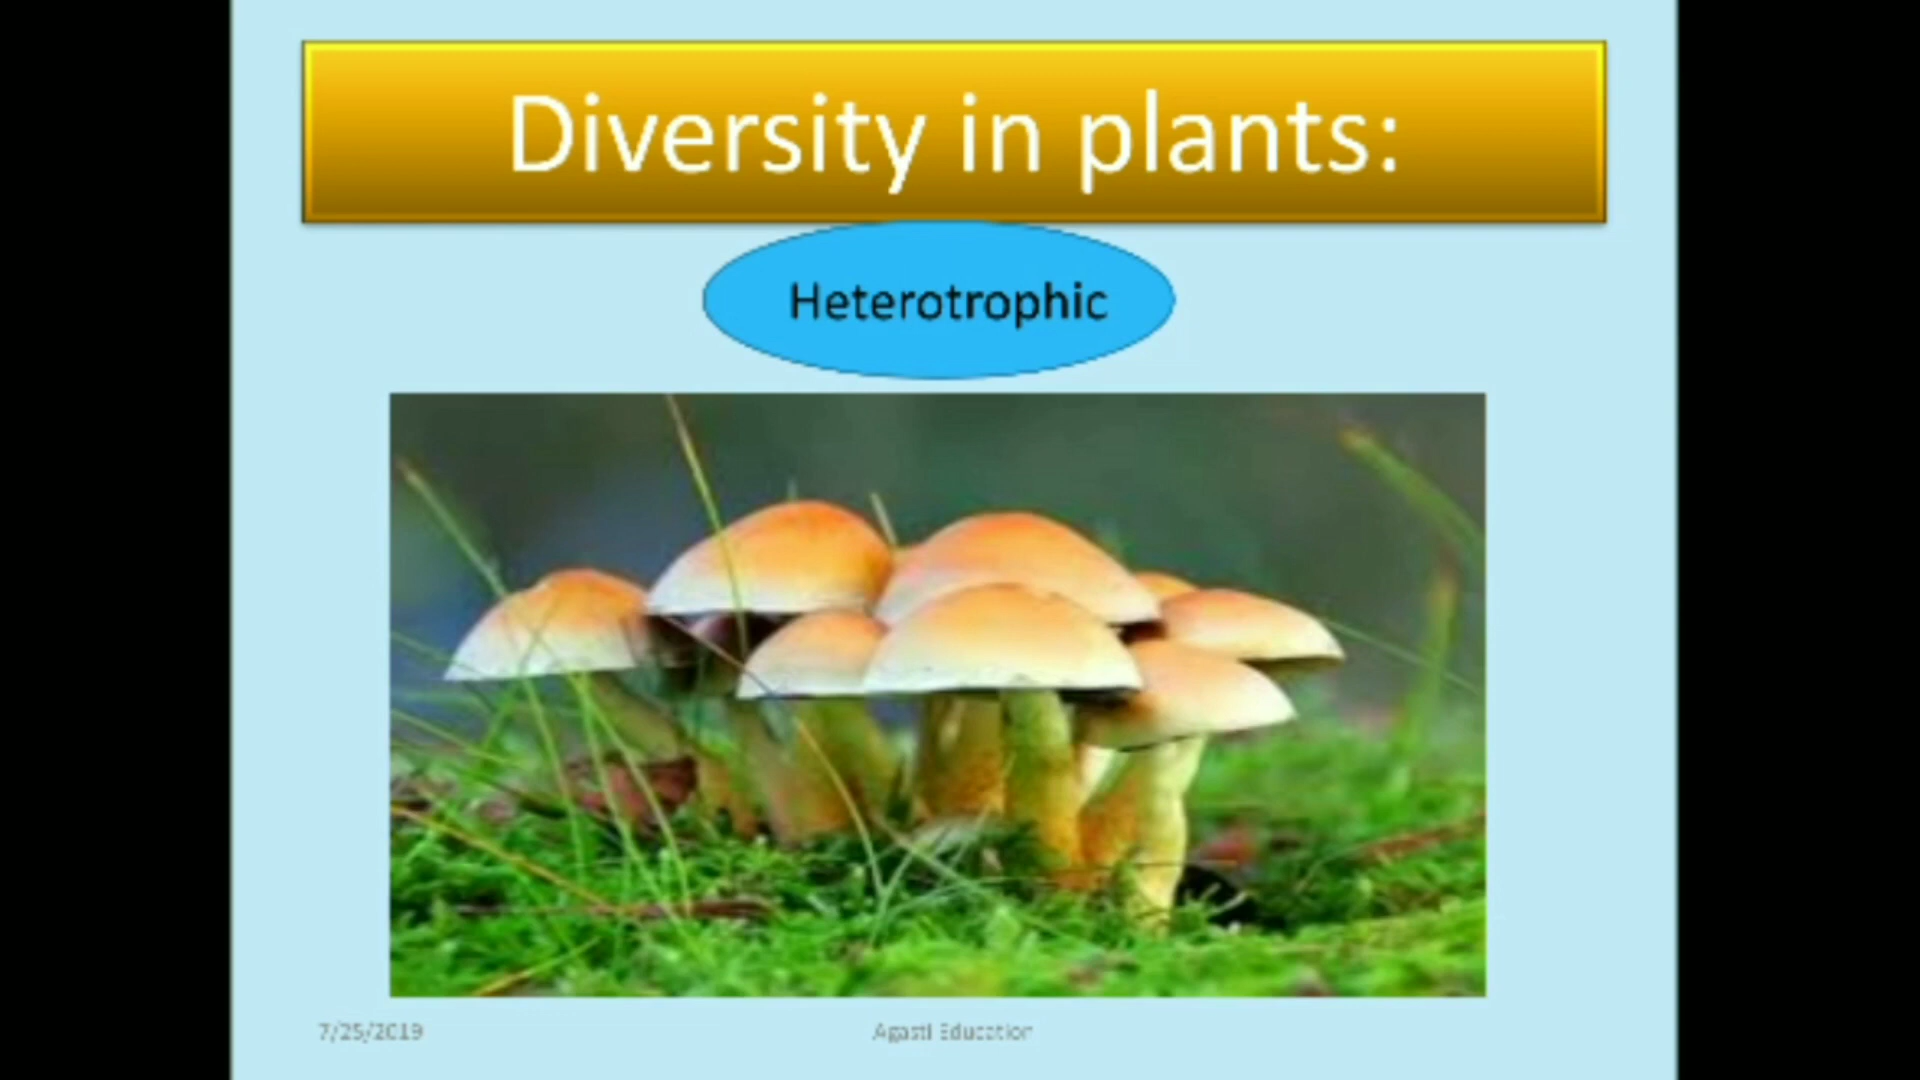 Diversity in plants:
Heterotrophic
7/25/2019
Agasti Education